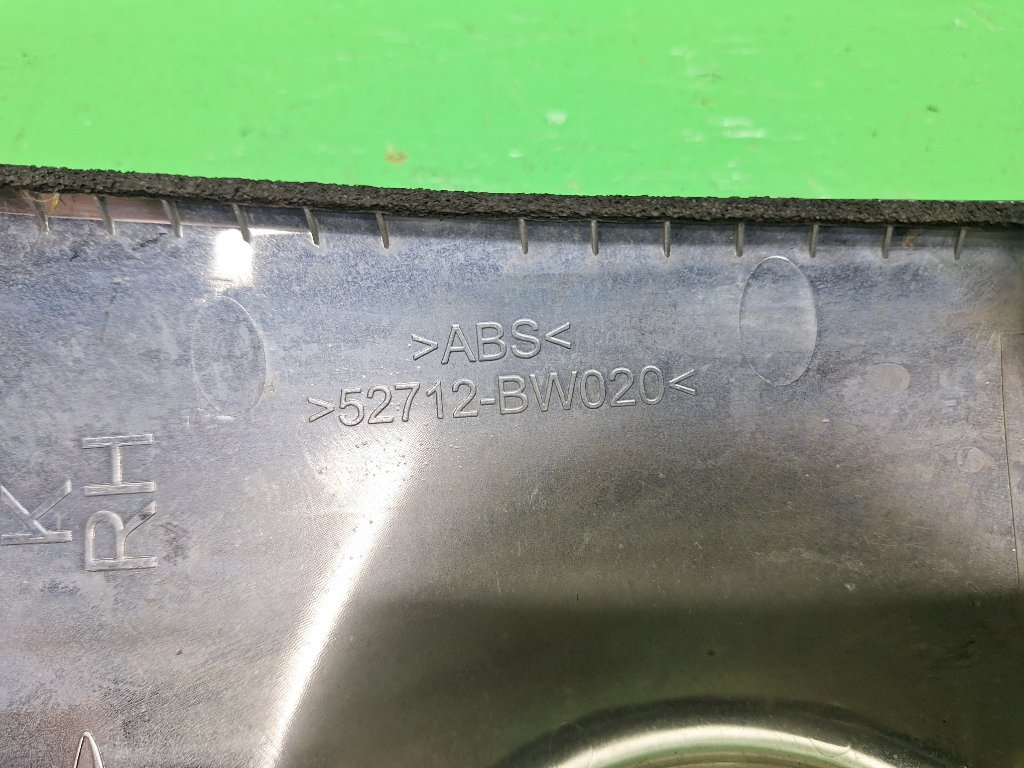 >ABS<
>52712-BW020<
K
RH